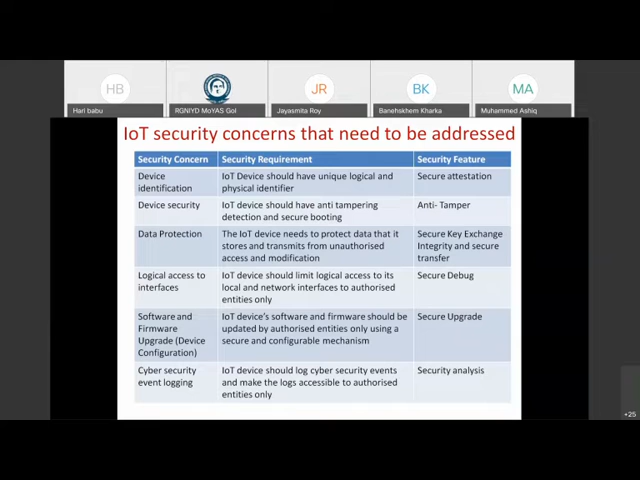 HB
JR
BK
MA
Hari babu
RGNIYD MoYAS GoI
Jayasmita Roy
Banehskhem Kharka
Muhammed Ashiq
IoT security concerns that need to be addressed
Security Concern
Security Requirement
Security Feature
Device
identification
IoT Device should have unique logical and
physical identifier
Secure attestation
Device security
IoT device should have anti tampering
detection and secure booting
Anti- Tamper
Data Protection
The IoT device needs to protect data that it
stores and transmits from unauthorised
access and modification
Secure Key Exchange
Integrity and secure
transfer
Logical access to
interfaces
IoT device should limit logical access to its
local and network interfaces to authorised
entities only
Secure Debug
Software and
Firmware
Upgrade (Device
Configuration)
IoT device's software and firmware should be
updated by authorised entities only using a
secure and configurable mechanism
Secure Upgrade
Cyber security
event logging
IoT device should log cyber security events
and make the logs accessible to authorised
entities only
Security analysis
+25